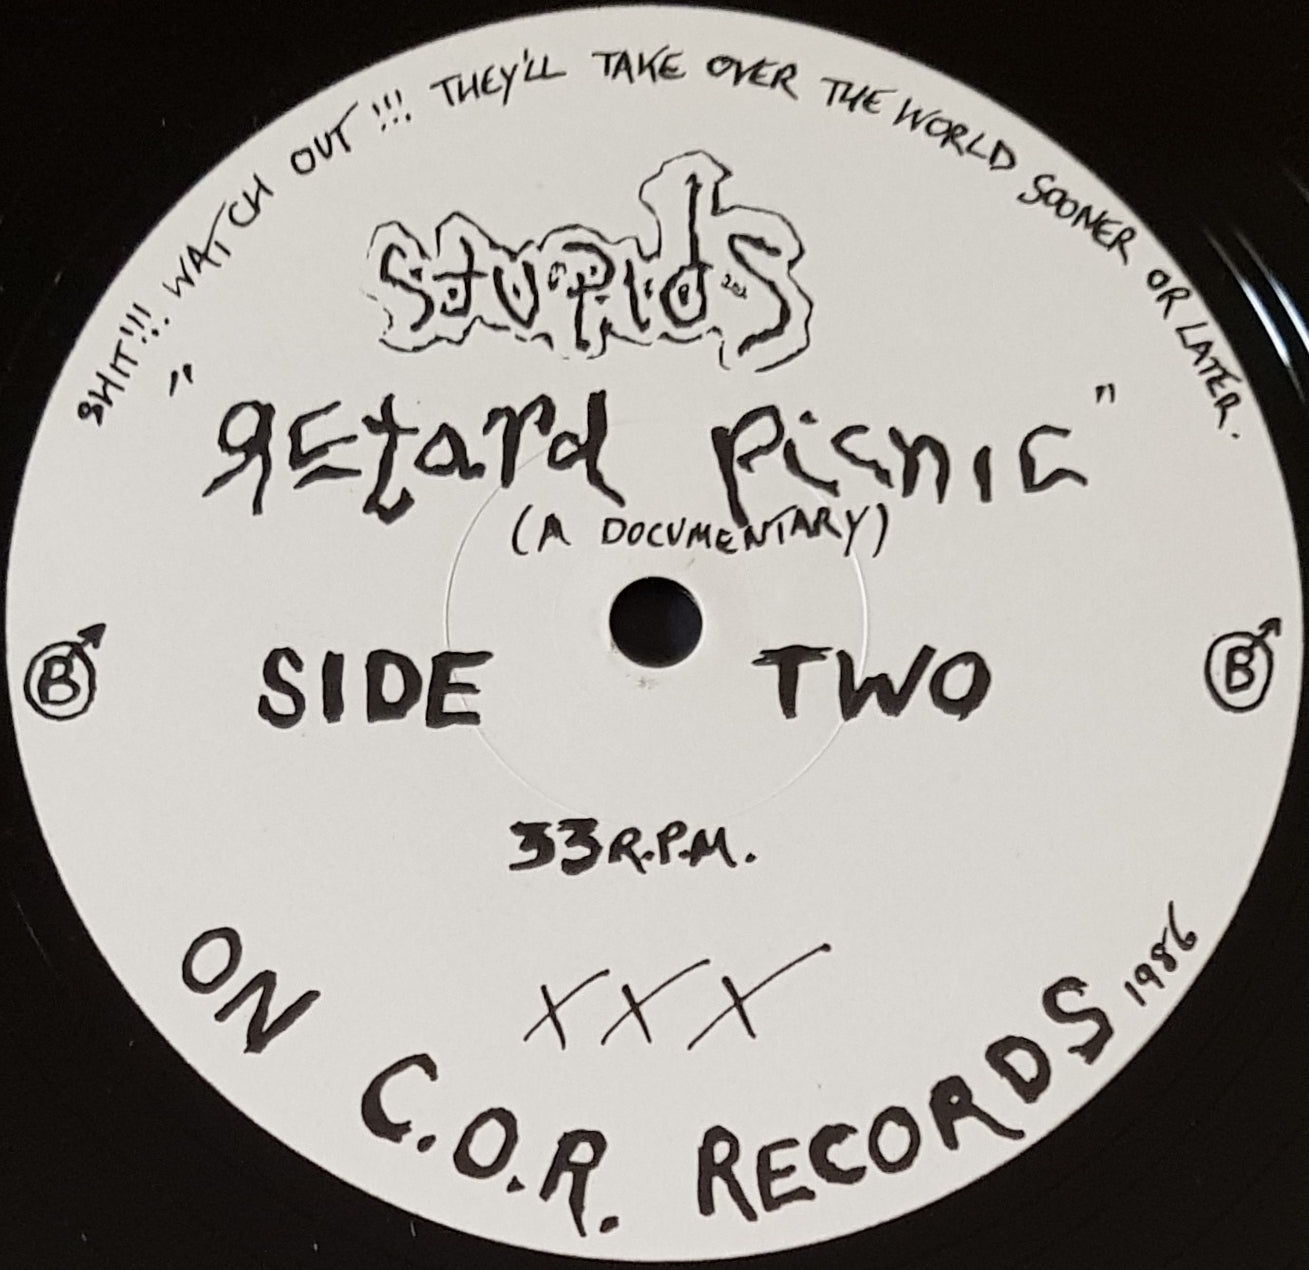 SHIT!!! WATCH OUT!!! THEY'LL TAKE OVER THE WORLD SOONER OR LATER.
STUPIDS
"REtaRd PicNIC"
(A DOCUMENTARY)
B SIDE TWO B
33 R.P.M.
XXX
ON C.O.R. RECORDS 1986